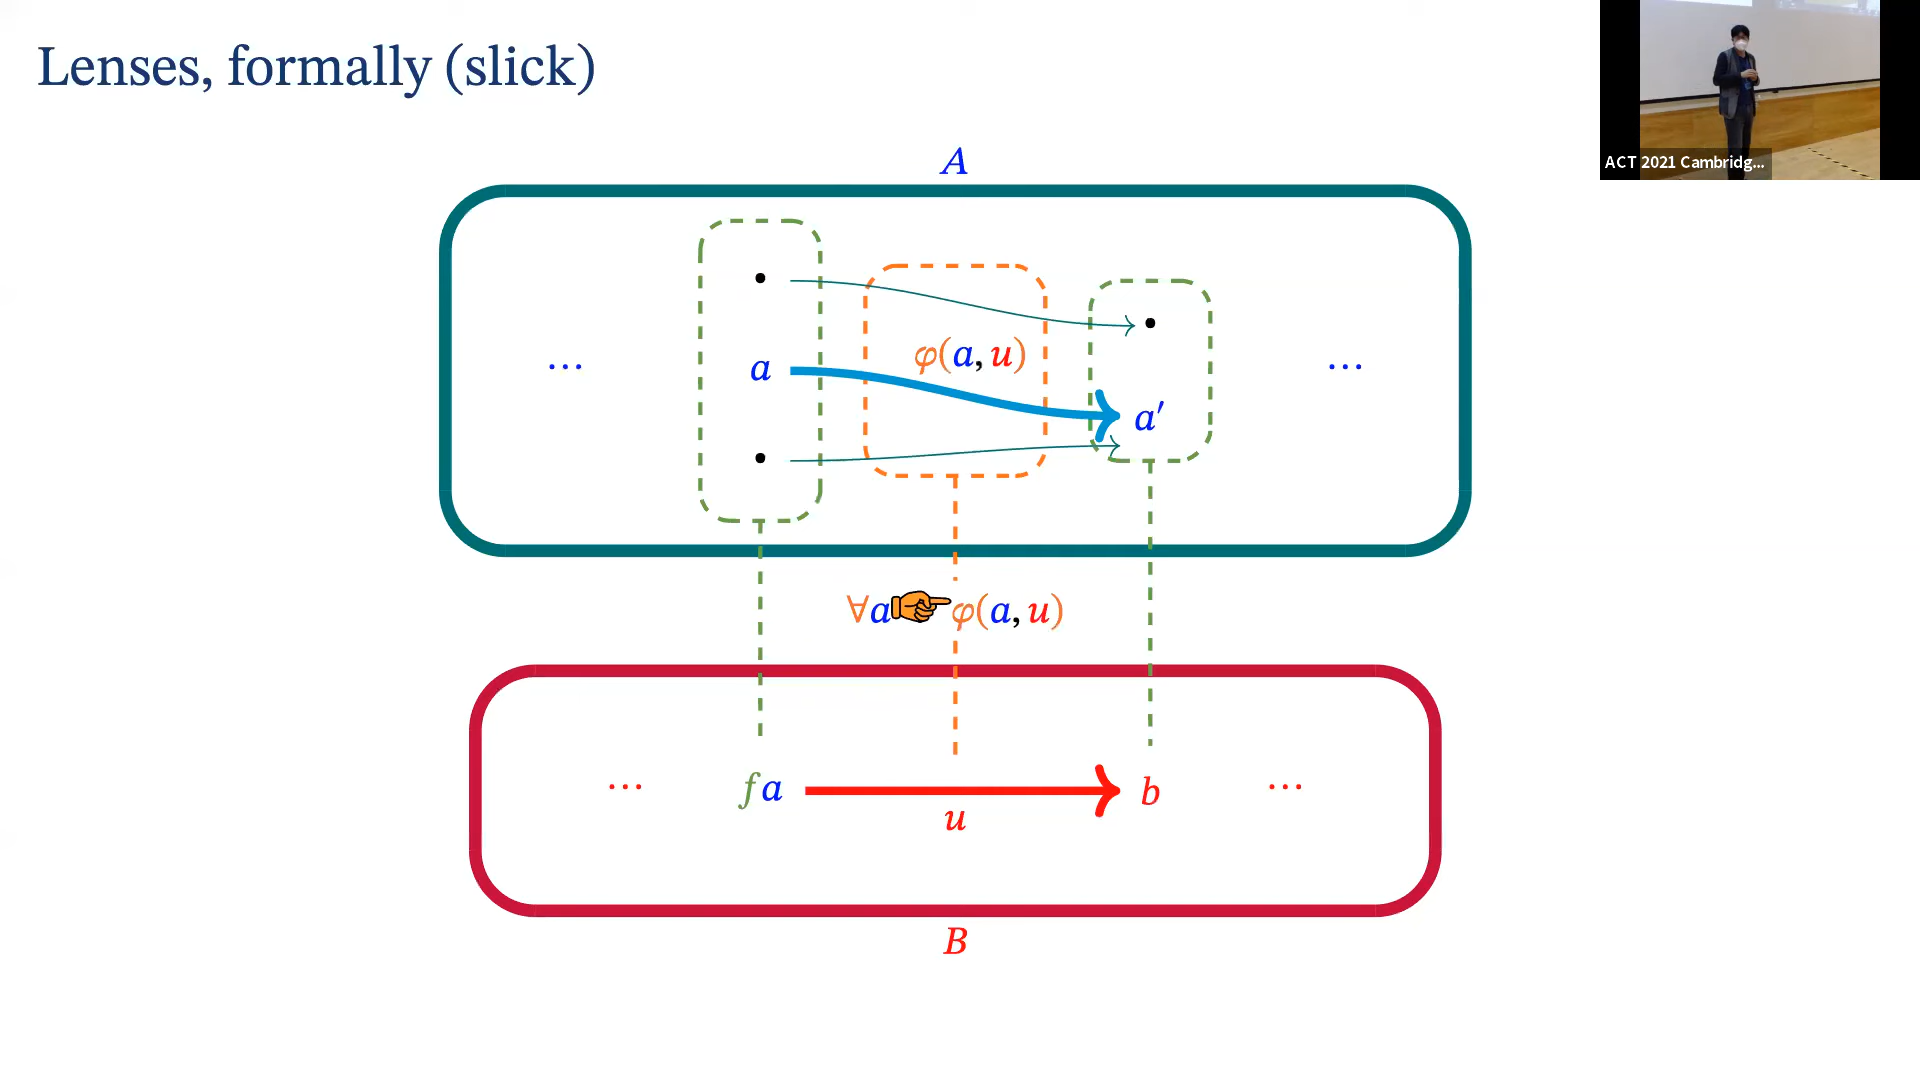 Lenses, formally (slick)
ACT 2021 Cambridg...
A
... a φ(a, u) a′ ...
∀a φ(a, u)
... fa u b ...
B